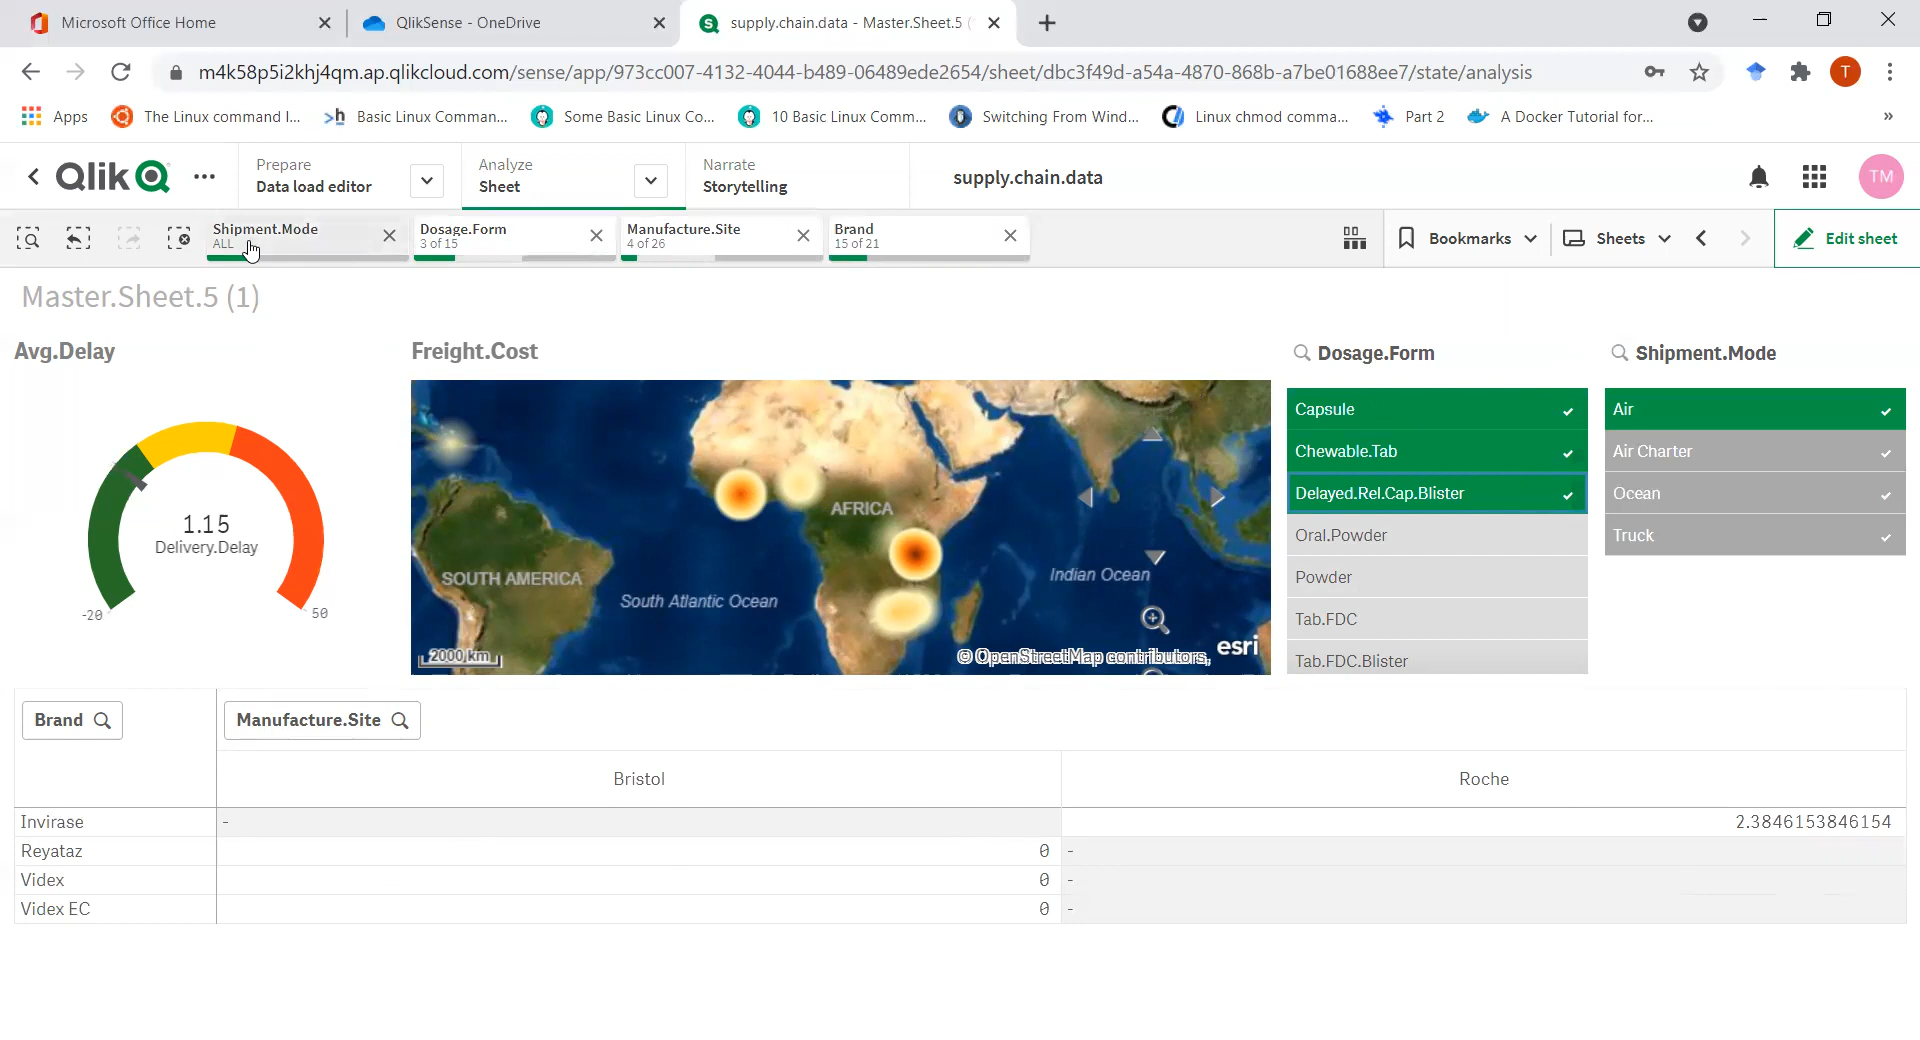 Microsoft Office Home
QlikSense - OneDrive
supply.chain.data - Master.Sheet.5 (
m4k58p5i2khj4qm.ap.qlikcloud.com/sense/app/973cc007-4132-4044-b489-06489ede2654/sheet/dbc3f49d-a54a-4870-868b-a7be01688ee7/state/analysis
T
Apps
The Linux command l...
Basic Linux Comman...
Some Basic Linux Co...
10 Basic Linux Comm...
Switching From Wind...
Linux chmod comma...
Part 2
A Docker Tutorial for...
Qlik
Prepare
Data load editor
Analyze
Sheet
Narrate
Storytelling
supply.chain.data
TM
Shipment.Mode
ALL
Dosage.Form
3 of 15
Manufacture.Site
4 of 26
Brand
15 of 21
Bookmarks
Sheets
Edit sheet
Master.Sheet.5 (1)
Avg.Delay
1.15
Delivery.Delay
-20
50
Freight.Cost
AFRICA
SOUTH AMERICA
South Atlantic Ocean
Indian Ocean
2000 km
© OpenStreetMap contributors,
esri
Dosage.Form
Capsule
Chewable.Tab
Delayed.Rel.Cap.Blister
Oral.Powder
Powder
Tab.FDC
Tab.FDC.Blister
Shipment.Mode
Air
Air Charter
Ocean
Truck
Brand
Manufacture.Site
Bristol Roche
Invirase - 2.3846153846154
Reyataz 0 -
Videx 0 -
Videx EC 0 -